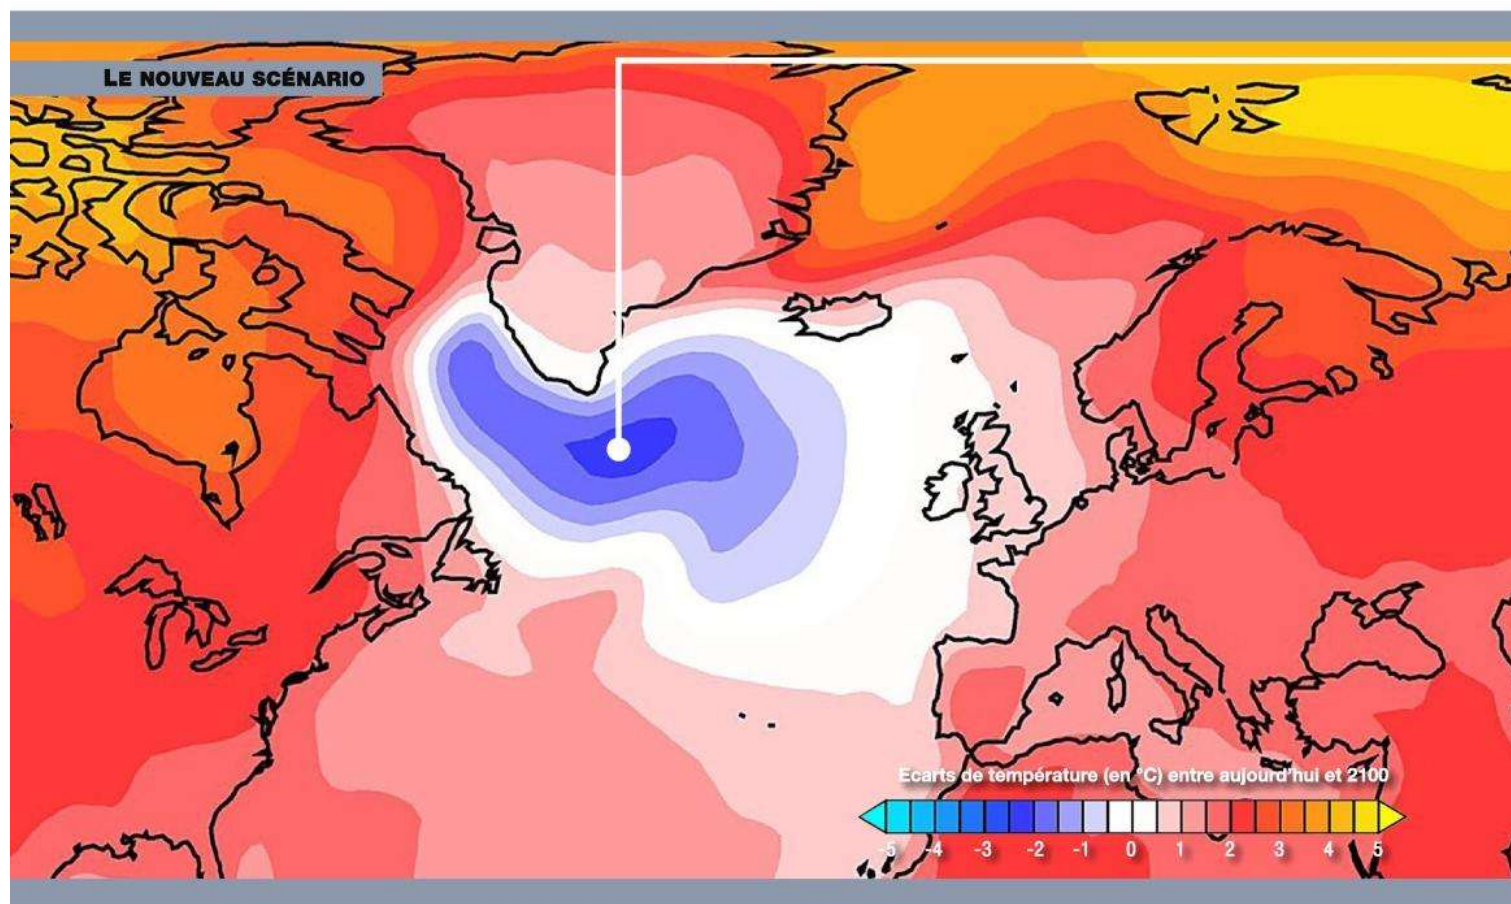 LE NOUVEAU SCÉNARIO
Ecarts de température (en °C) entre aujourd'hui et 2100
-5 -4 -3 -2 -1 0 1 2 3 4 5